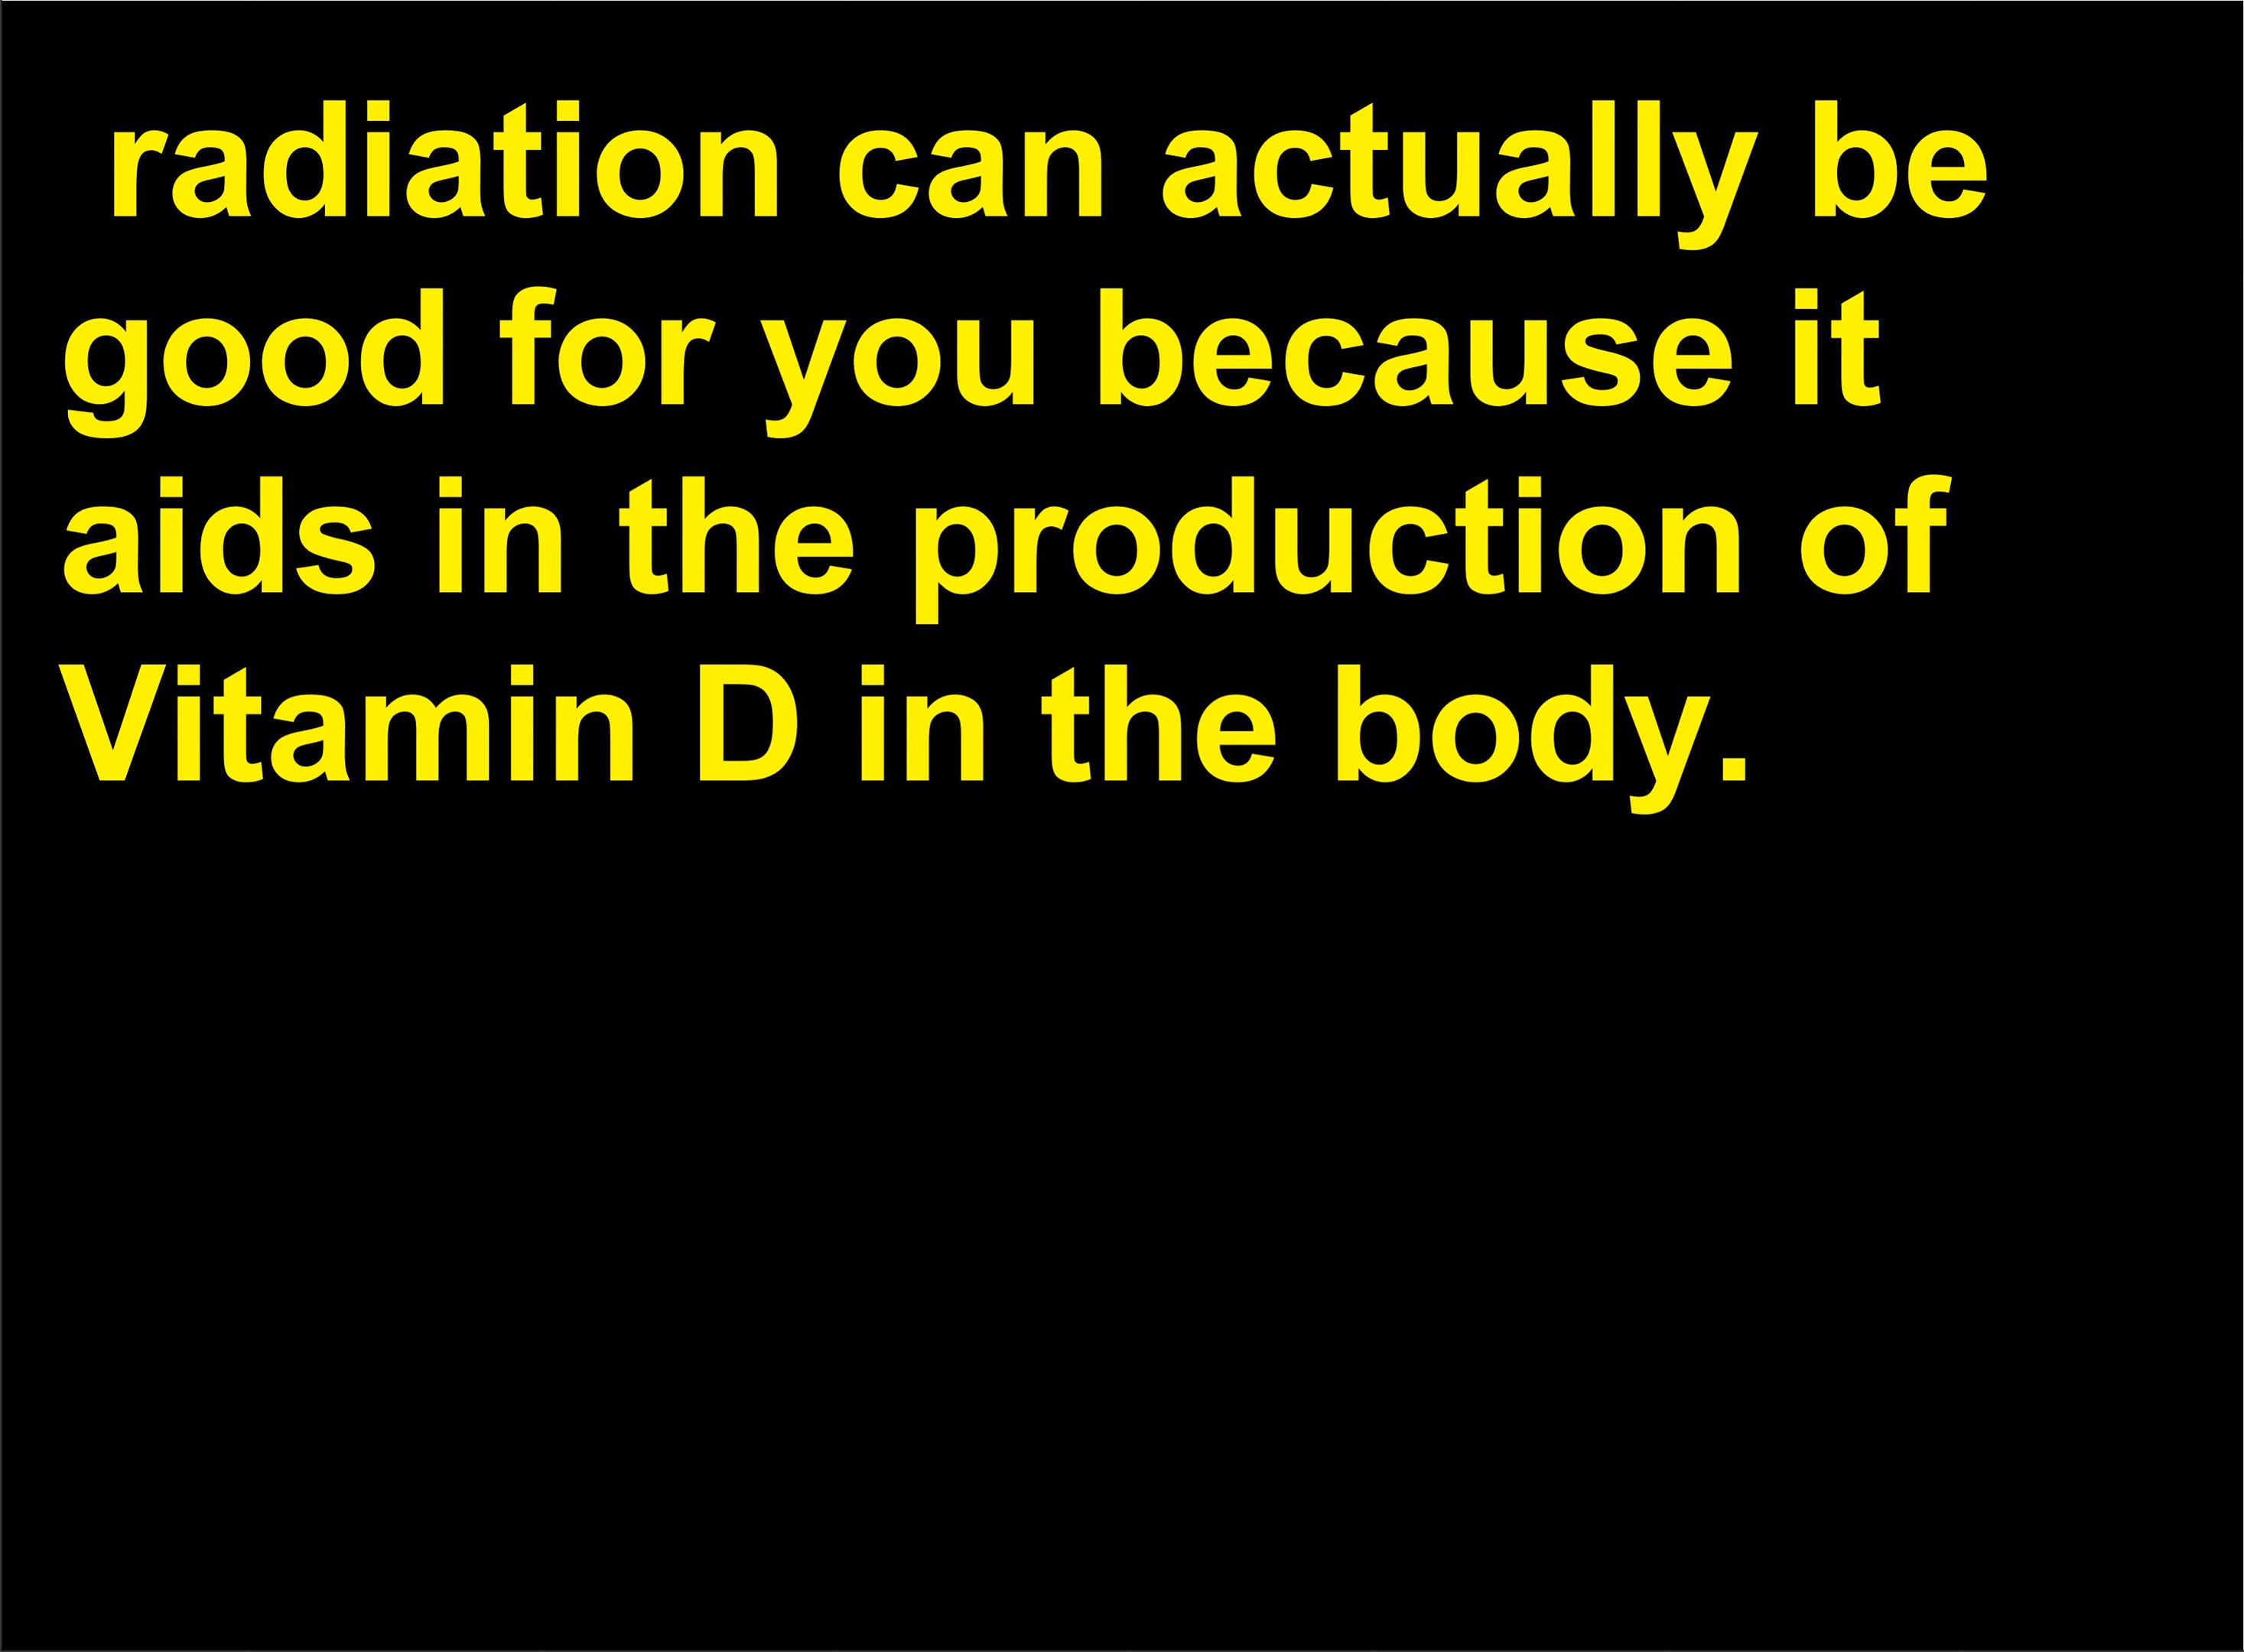 radiation can actually be
good for you because it
aids in the production of
Vitamin D in the body.